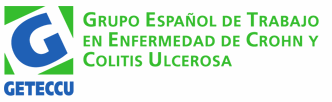 GRUPO ESPAÑOL DE TRABAJO
EN ENFERMEDAD DE CROHN Y
COLITIS ULCEROSA
G
GETECCU